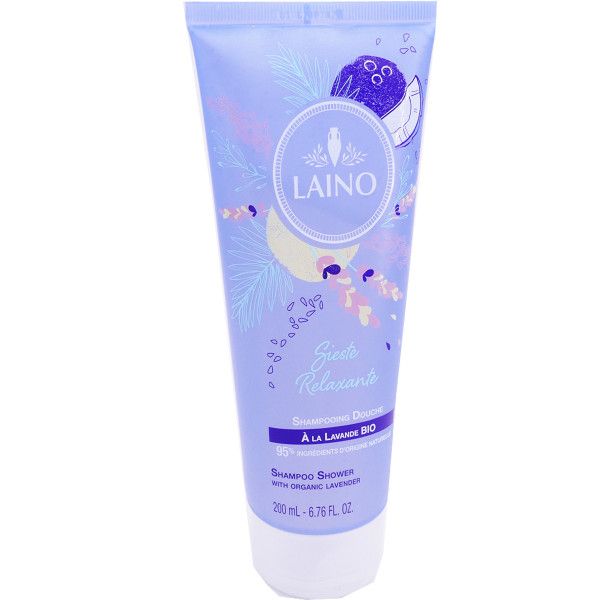 LAINO
Sieste
Relaxante
SHAMPOOING DOUCHE
À LA LAVANDE BIO
95% INGRÉDIENTS D'ORIGINE NATURELLE
SHAMPOO SHOWER
WITH ORGANIC LAVENDER
200 mL - 6.76 FL. OZ.